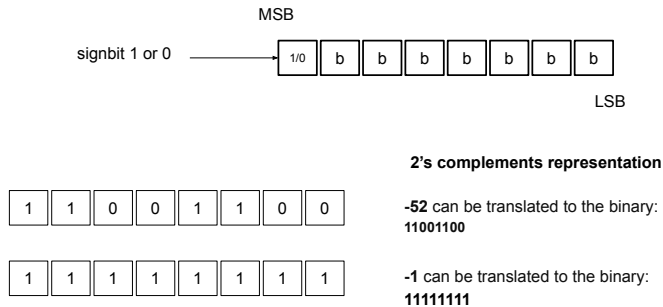 MSB
signbit 1 or 0
1/0 b b b b b b b
LSB
2's complements representation
1 1 0 0 1 1 0 0
-52 can be translated to the binary:
11001100
1 1 1 1 1 1 1 1
-1 can be translated to the binary:
11111111